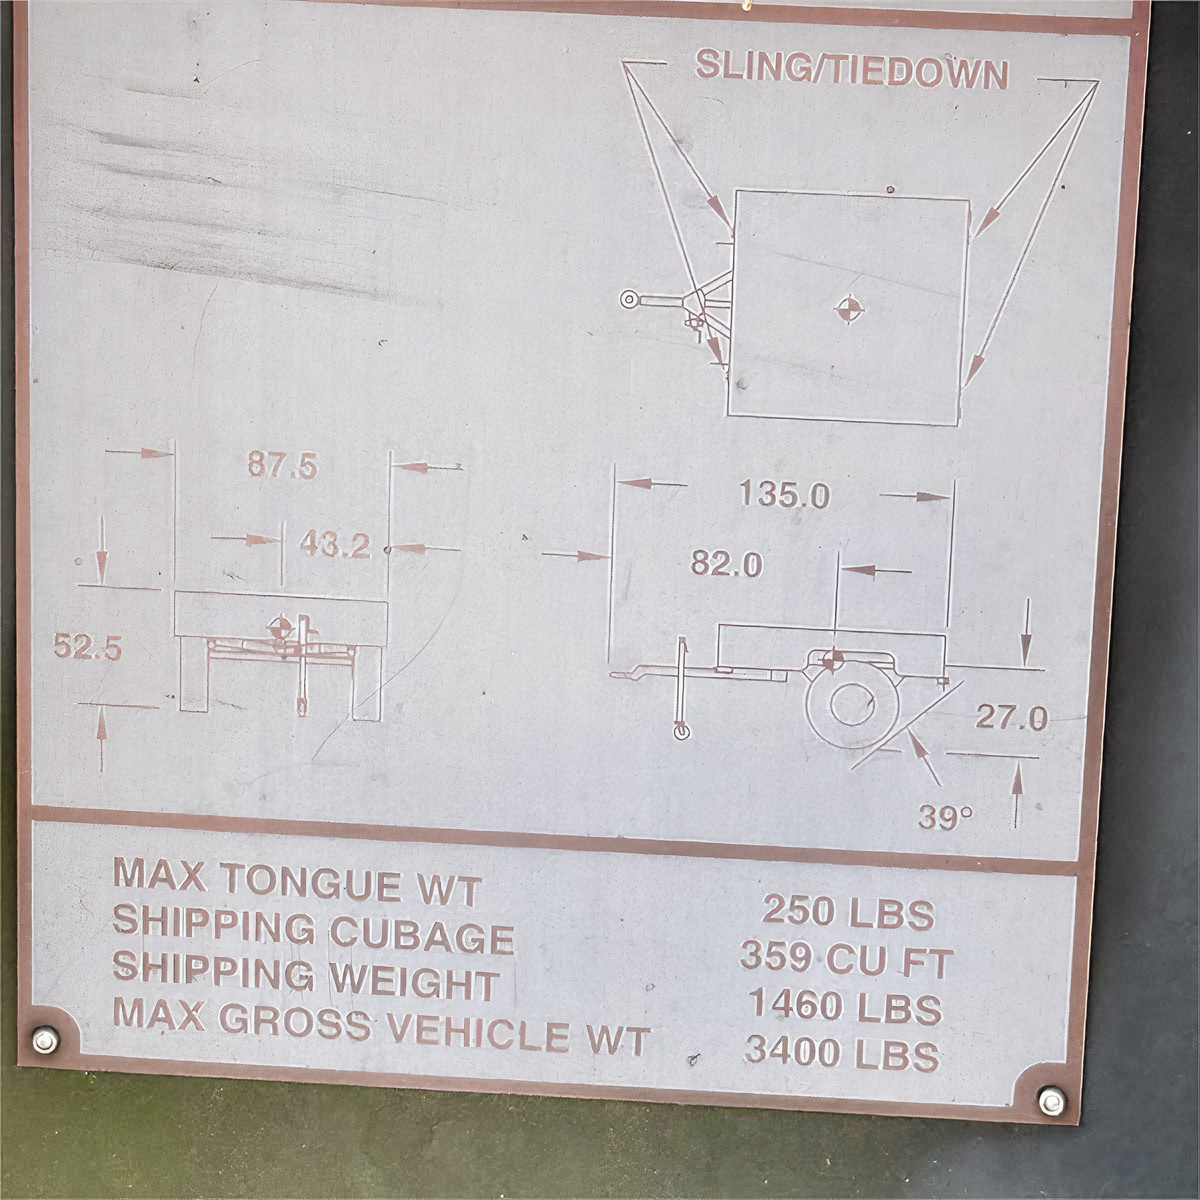 SLING/TIEDOWN
87.5
43.2
52.5
135.0
82.0
27.0
39°
MAX TONGUE WT 250 LBS
SHIPPING CUBAGE 359 CU FT
SHIPPING WEIGHT 1460 LBS
MAX GROSS VEHICLE WT 3400 LBS